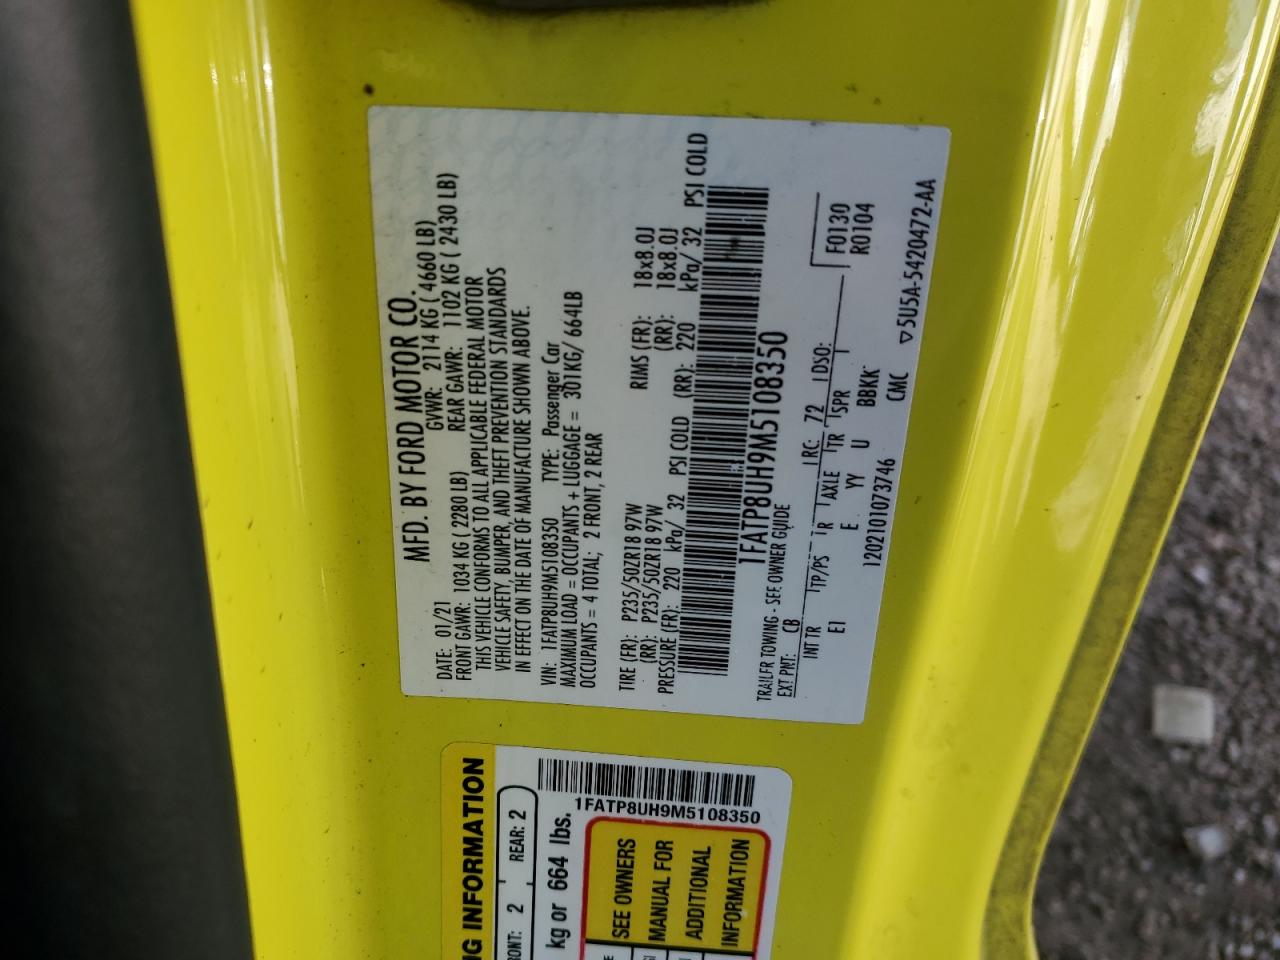 MFD. BY FORD MOTOR CO.
DATE: 01/21 GVWR: 2114 KG ( 4660 LB)
FRONT GAWR: 1034 KG ( 2280 LB) REAR GAWR: 1102 KG ( 2430 LB)
THIS VEHICLE CONFORMS TO ALL APPLICABLE FEDERAL MOTOR
VEHICLE SAFETY, BUMPER, AND THEFT PREVENTION STANDARDS
IN EFFECT ON THE DATE OF MANUFACTURE SHOWN ABOVE.
VIN: 1FATP8UH9M5108350 TYPE: Passenger Car
MAXIMUM LOAD = OCCUPANTS + LUGGAGE = 301KG/ 664LB
OCCUPANTS = 4 TOTAL; 2 FRONT, 2 REAR
TIRE (FR): P235/50ZR18 97W RIMS (FR): 18x8.0J
(RR): P235/50ZR18 97W (RR): 18x8.0J
PRESSURE (FR): 220 kPa/ 32 PSI COLD (RR): 220 kPa/ 32 PSI COLD
1FATP8UH9M5108350
TRAILER TOWING - SEE OWNER GUIDE
EXT PNT: CB RC: 72 DSO:
INT TR TP/PS R AXLE TR SPR F0130
E1 E YY U BBKK R0104
1202101073746 CMC
▽5U5A-5420472-AA
NG INFORMATION
RONT: 2 REAR: 2
kg or 664 lbs.
1FATP8UH9M5108350
SEE OWNERS
MANUAL FOR
ADDITIONAL
INFORMATION